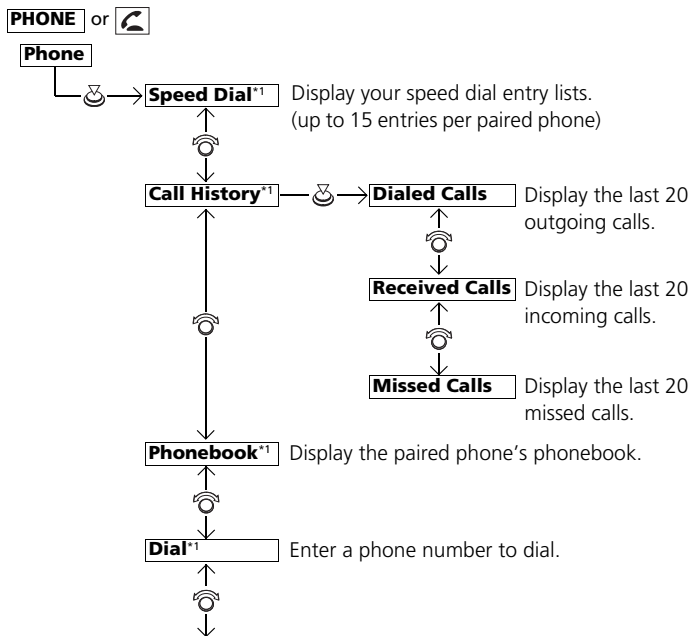 PHONE or
Phone
Speed Dial*1
Display your speed dial entry lists.
(up to 15 entries per paired phone)
Call History*1
Dialed Calls
Display the last 20
outgoing calls.
Received Calls
Display the last 20
incoming calls.
Missed Calls
Display the last 20
missed calls.
Phonebook*1
Display the paired phone’s phonebook.
Dial*1
Enter a phone number to dial.